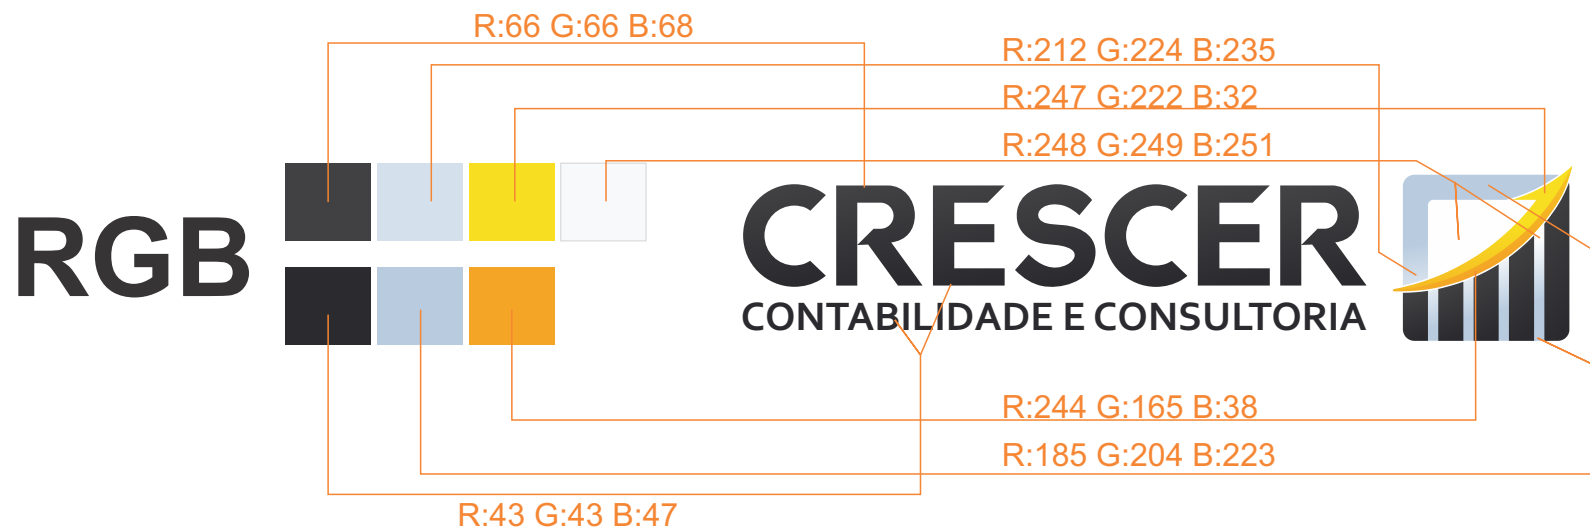 R:66 G:66 B:68
R:212 G:224 B:235
R:247 G:222 B:32
R:248 G:249 B:251
RGB
CRESCER
CONTABILIDADE E CONSULTORIA
R:244 G:165 B:38
R:185 G:204 B:223
R:43 G:43 B:47